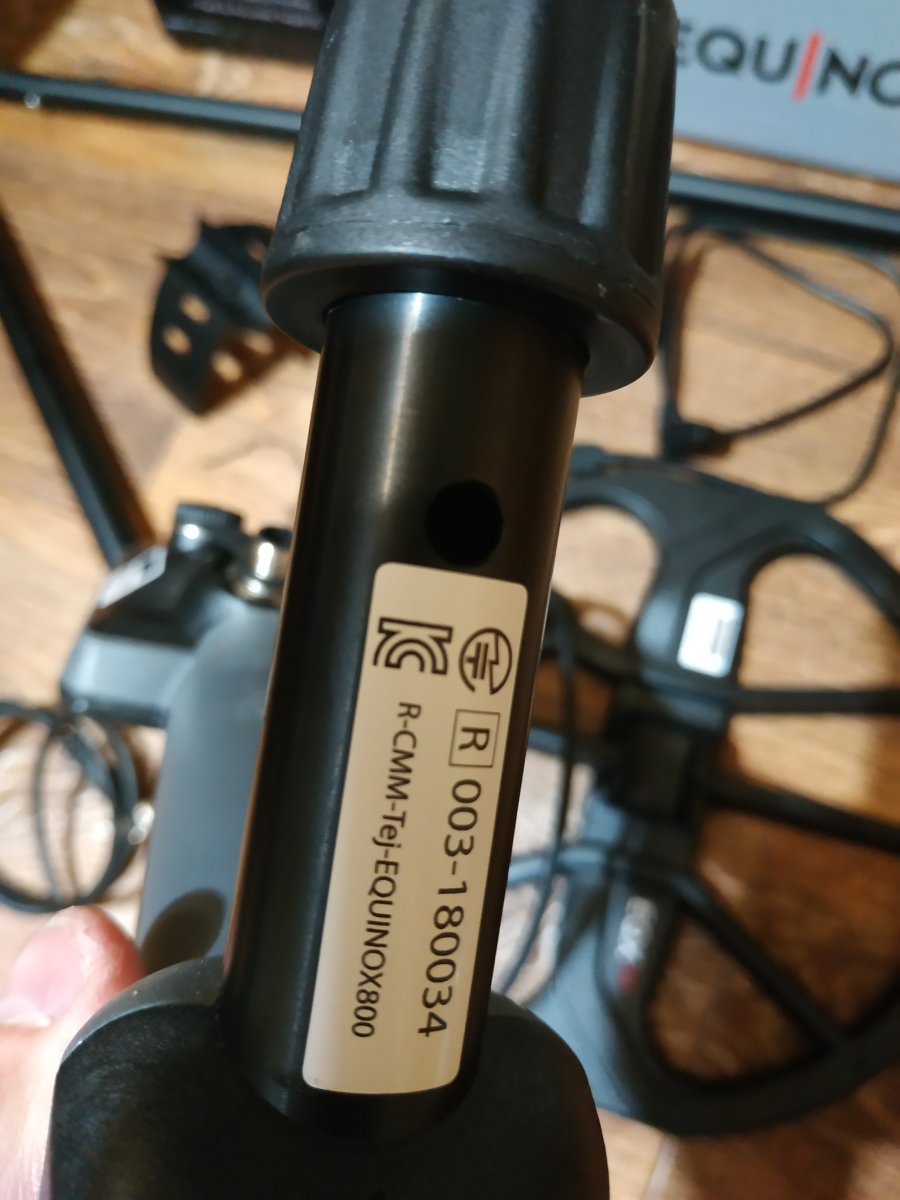 EQUINO
R 003-180034
R-CMM-Tej-EQUINOX800